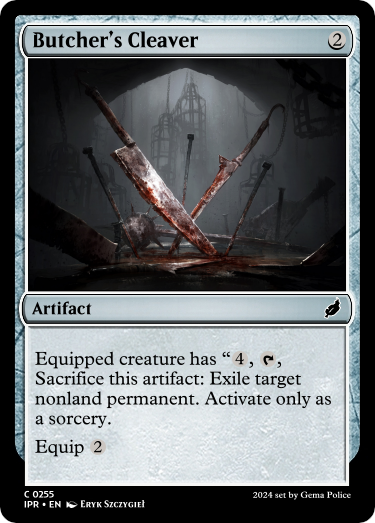 Butcher's Cleaver 2
Artifact
Equipped creature has “4, T,
Sacrifice this artifact: Exile target
nonland permanent. Activate only as
a sorcery.
Equip 2
C 0255
IPR • EN Eryk Szczygieł
2024 set by Gema Police